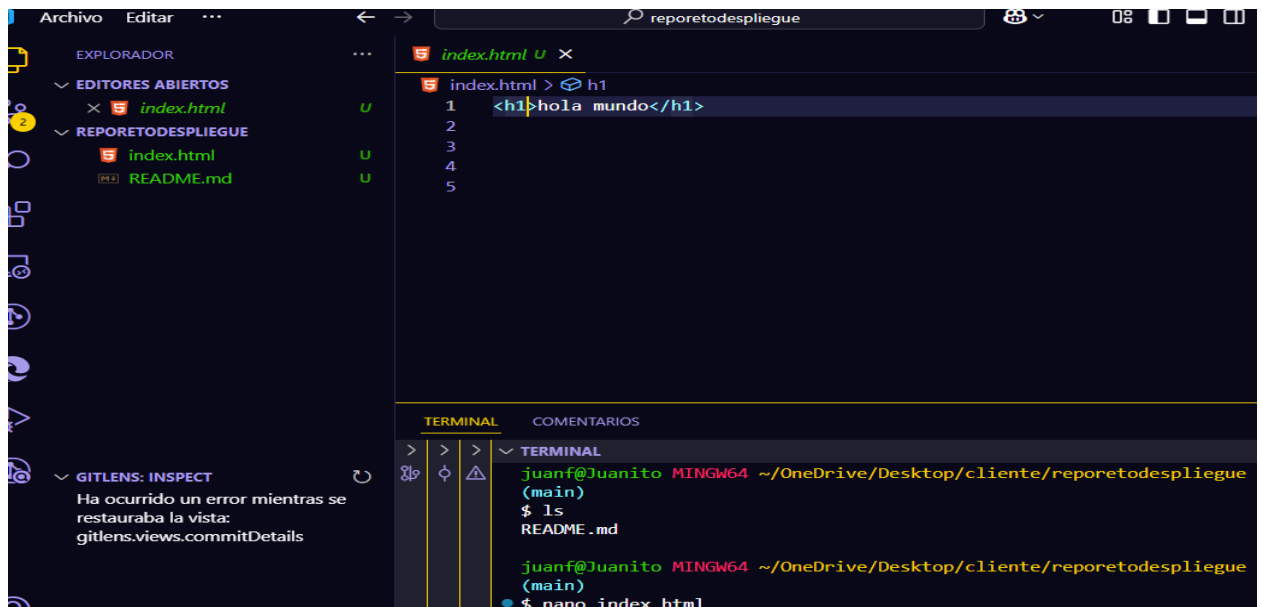 Archivo Editar ···
reporetodespliegue
EXPLORADOR ···
EDITORES ABIERTOS
index.html U
REPORETODESPLIEGUE
index.html U
README.md U
2
GITLENS: INSPECT
Ha ocurrido un error mientras se
restauraba la vista:
gitlens.views.commitDetails
index.html U
index.html > h1
1 <h1>hola mundo</h1>
2
3
4
5
TERMINAL COMENTARIOS
TERMINAL
juanf@Juanito MINGW64 ~/OneDrive/Desktop/cliente/reporetodespliegue
(main)
$ ls
README.md
juanf@Juanito MINGW64 ~/OneDrive/Desktop/cliente/reporetodespliegue
(main)
$ nano index.html